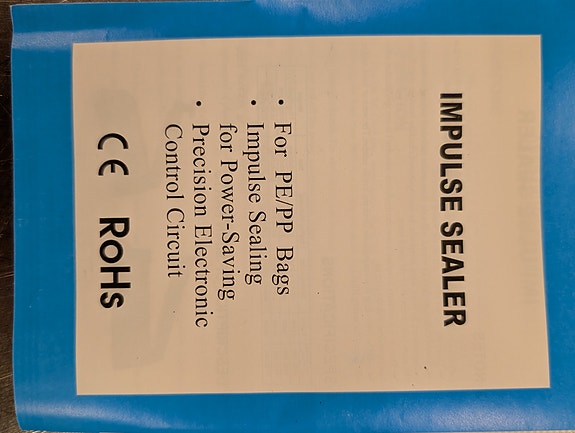 IMPULSE SEALER
• For PE/PP Bags
• Impulse Sealing
for Power-Saving
• Precision Electronic
Control Circuit
CE RoHs